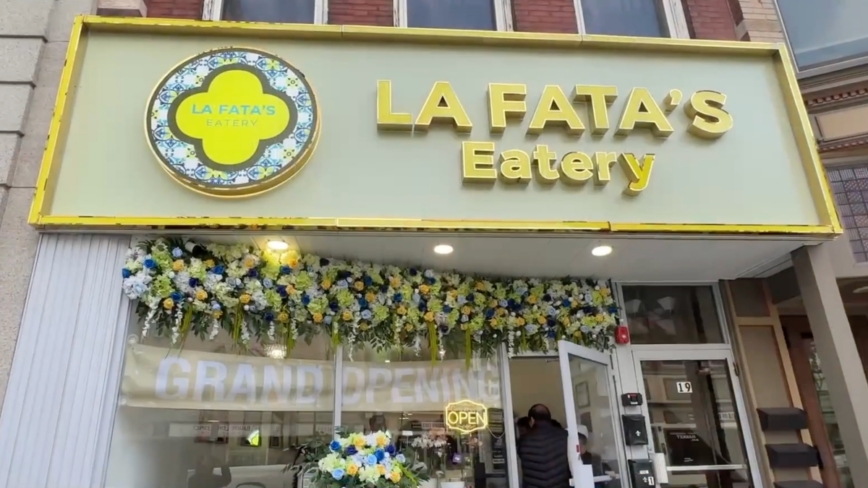 LA FATA'S
EATERY
LA FATA'S
Eatery
GRAND OPENING
OPEN
19